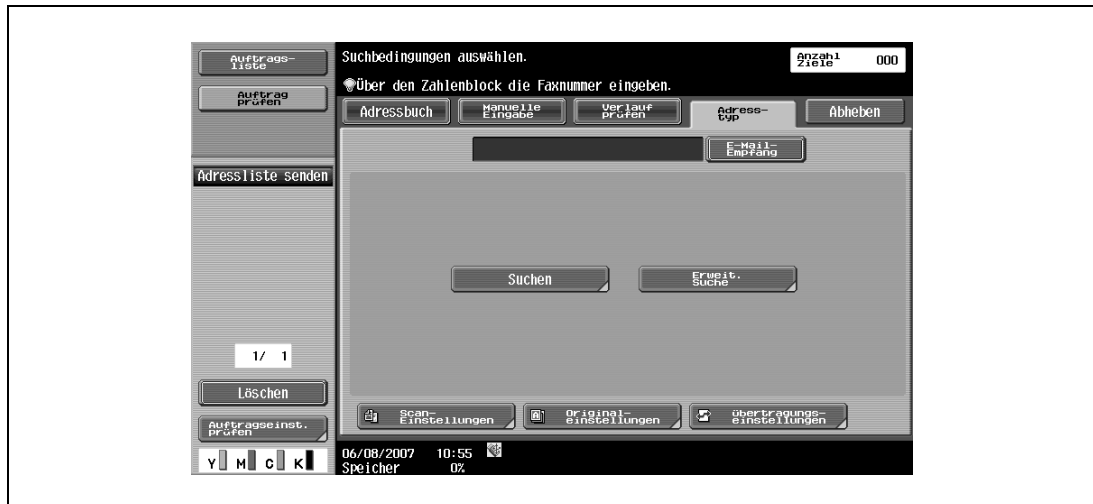 Auftrags-
liste
Auftrag
prüfen
Adressliste senden
1/ 1
Löschen
Auftragseinst.
prüfen
Y M C K
Suchbedingungen auswählen.
Anzahl
Ziele 000
Über den Zahlenblock die Faxnummer eingeben.
Adressbuch
Manuelle
Eingabe
Verlauf
prüfen
Adress-
typ
Abheben
E-Mail-
Empfang
Suchen
Erweit.
Suche
Scan-
Einstellungen
Original-
einstellungen
Übertragungs-
einstellungen
06/08/2007 10:55
Speicher 0%